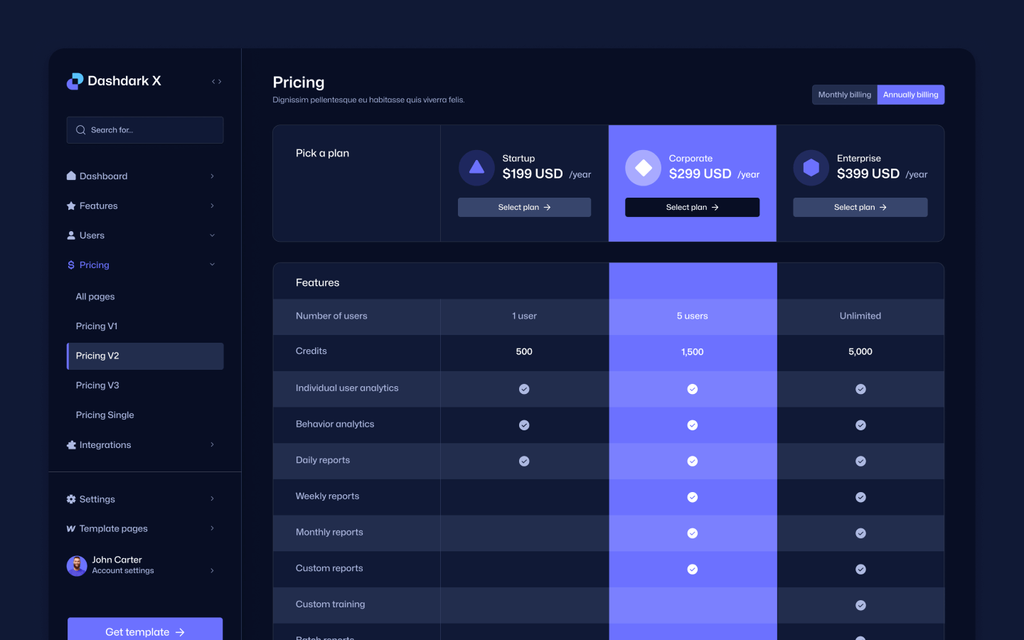 Dashdark X
Search for...
Dashboard
Features
Users
Pricing
All pages
Pricing V1
Pricing V2
Pricing V3
Pricing Single
Integrations
Settings
Template pages
John Carter
Account settings
Get template
Pricing
Dignissim pellentesque eu habitasse quis viverra felis.
Monthly billing
Annually billing
Pick a plan
Startup
$199 USD /year
Select plan
Corporate
$299 USD /year
Select plan
Enterprise
$399 USD /year
Select plan
Features
Number of users 1 user 5 users Unlimited
Credits 500 1,500 5,000
Individual user analytics
Behavior analytics
Daily reports
Weekly reports
Monthly reports
Custom reports
Custom training
Batch reports